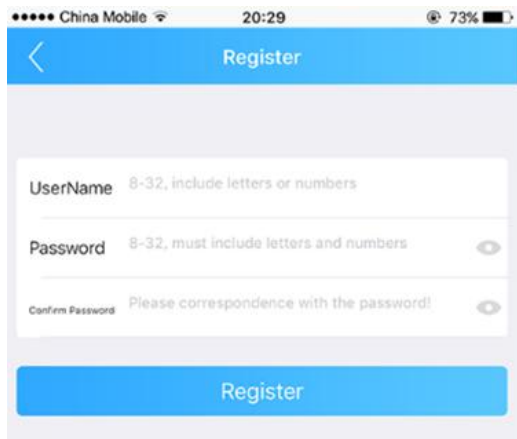 China Mobile 20:29 73%
Register
UserName 8-32, include letters or numbers
Password 8-32, must include letters and numbers
Confirm Password Please correspondence with the password!
Register